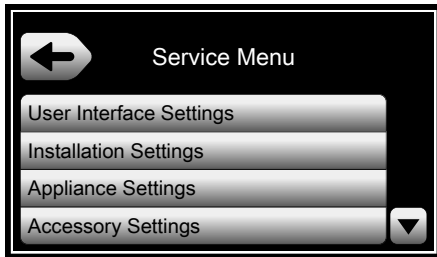 Service Menu
User Interface Settings
Installation Settings
Appliance Settings
Accessory Settings